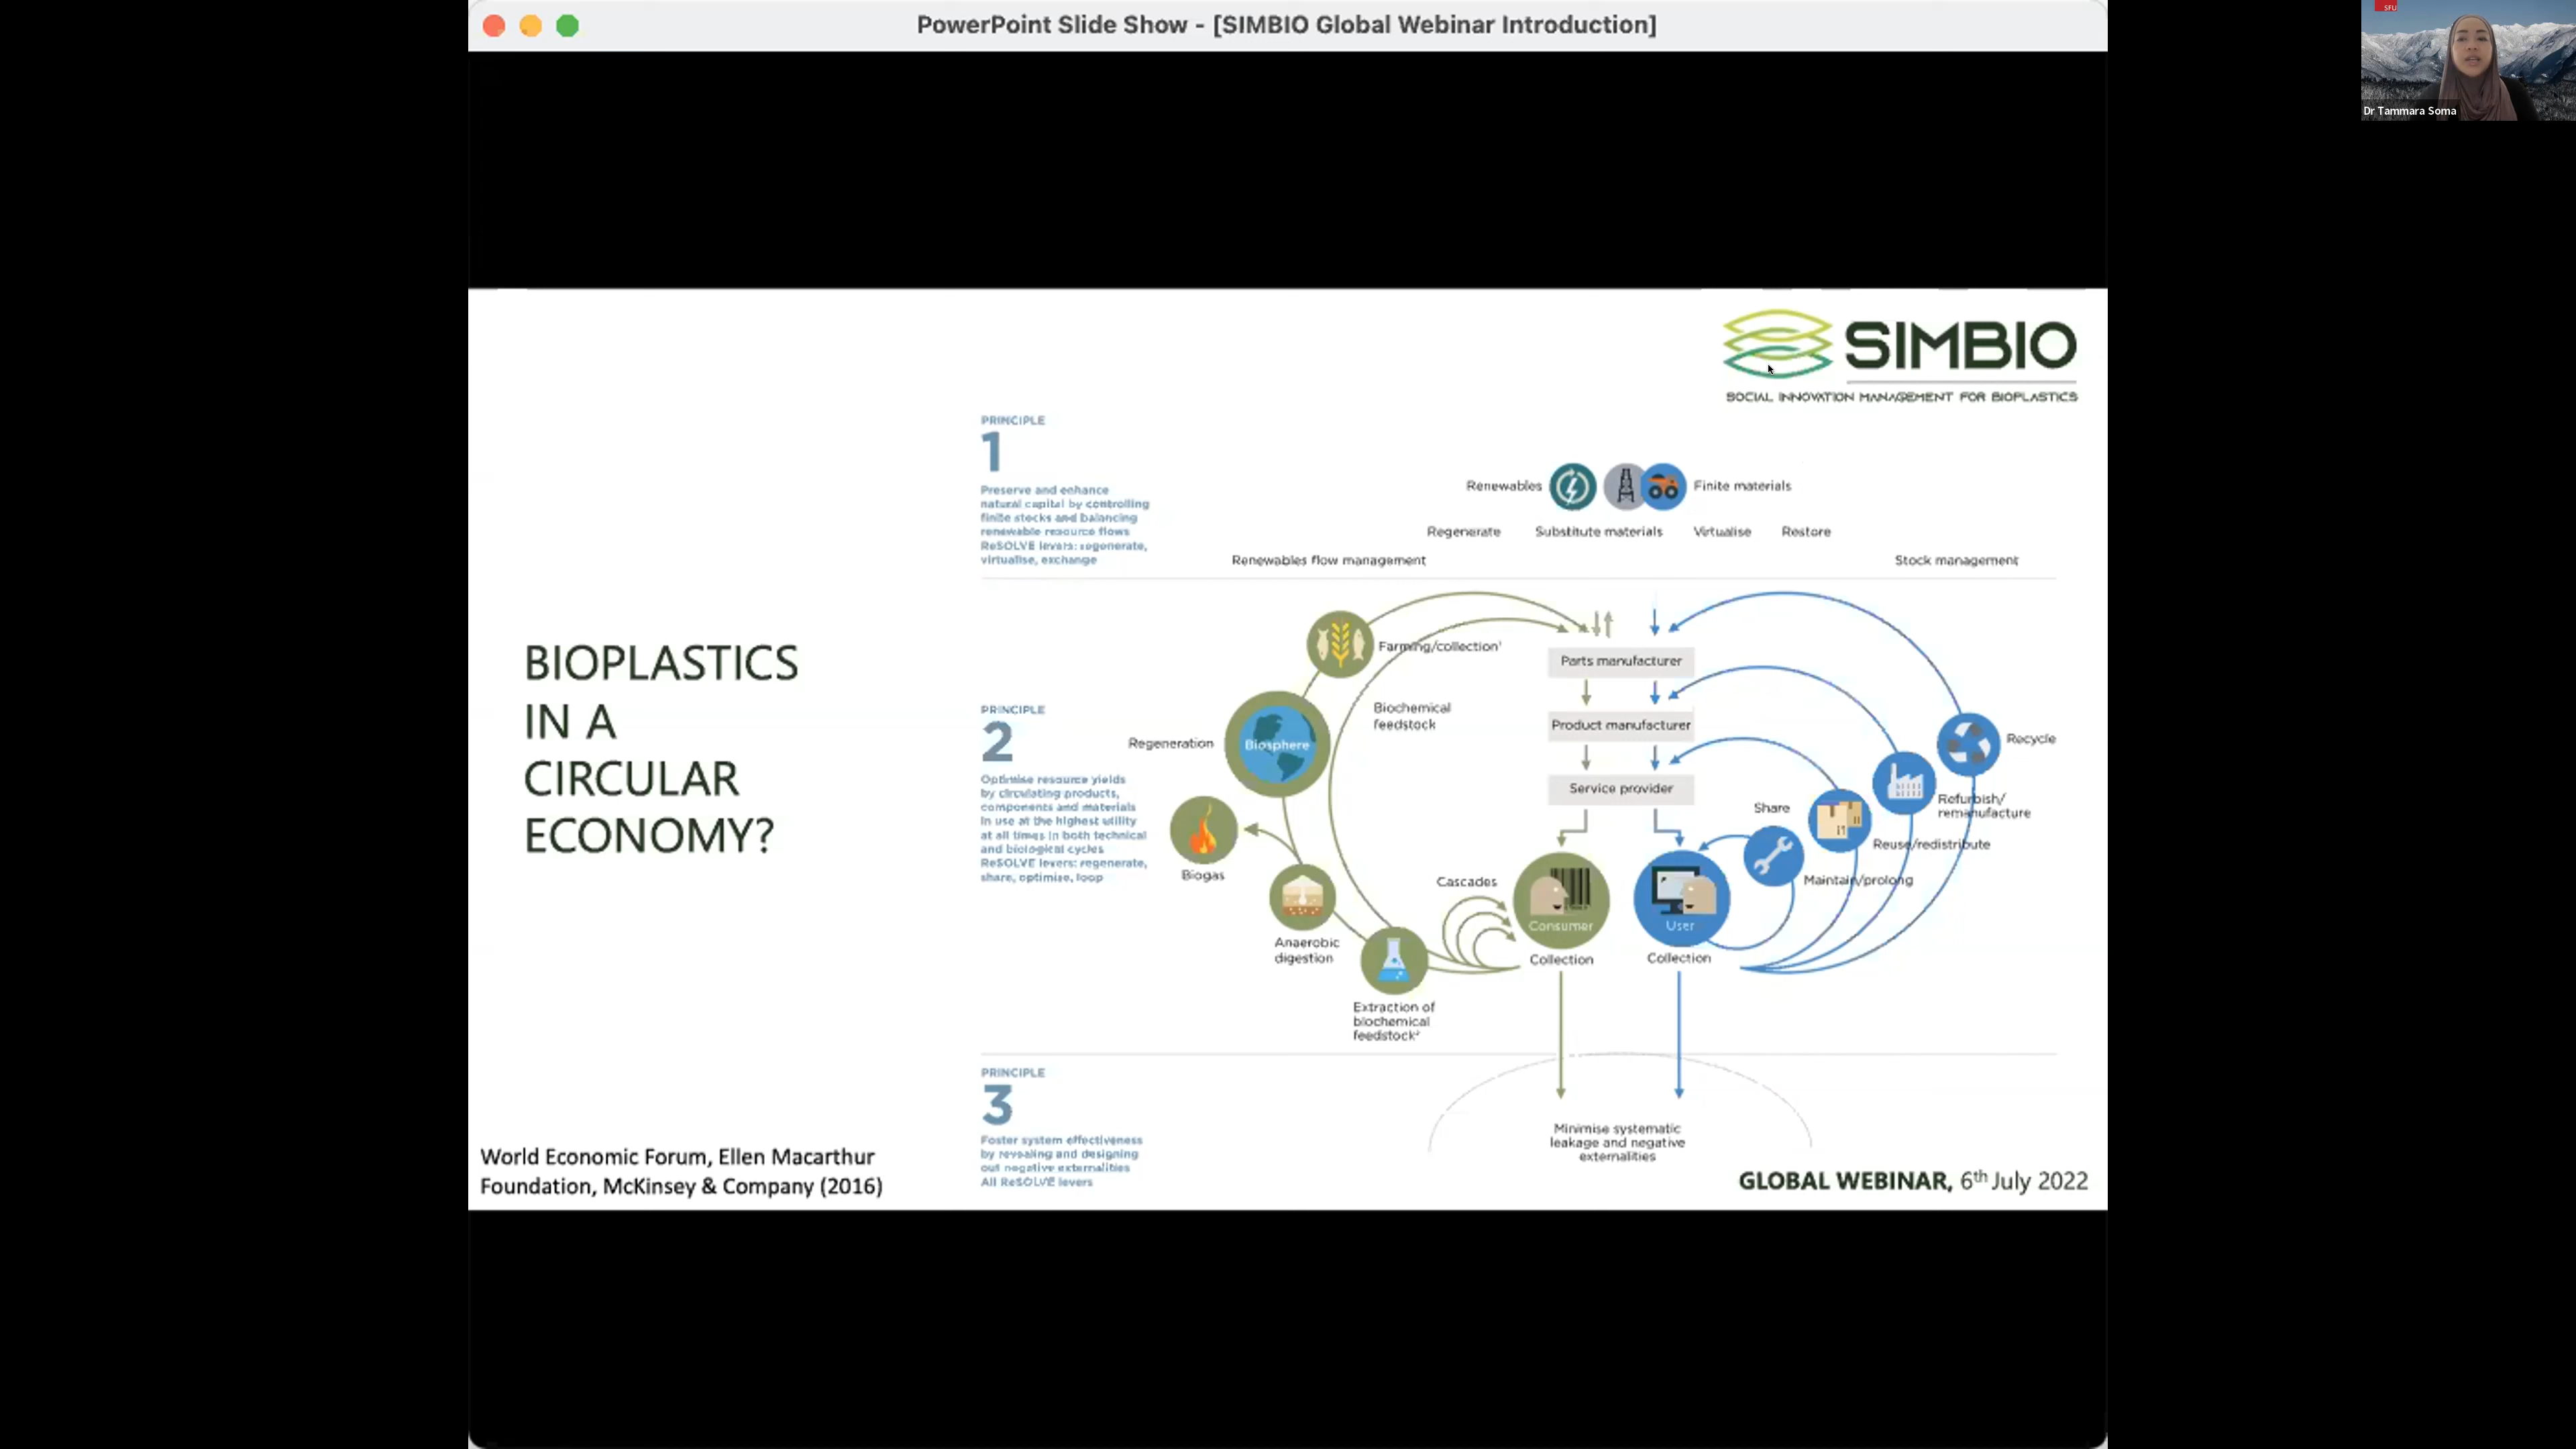 PowerPoint Slide Show - [SIMBIO Global Webinar Introduction]
SFU
Dr Tammara Soma
SIMBIO
SOCIAL INNOVATION MANAGEMENT FOR BIOPLASTICS
BIOPLASTICS
IN A
CIRCULAR
ECONOMY?
PRINCIPLE
1
Preserve and enhance
natural capital by controlling
finite stocks and balancing
renewable resource flows
ReSOLVE levers: regenerate,
virtualise, exchange
Renewables
Finite materials
Regenerate
Substitute materials
Virtualise
Restore
Renewables flow management
Stock management
PRINCIPLE
2
Optimise resource yields
by circulating products,
components and materials
in use at the highest utility
at all times in both technical
and biological cycles
ReSOLVE levers: regenerate,
share, optimise, loop
Farming/collection¹
Parts manufacturer
Biochemical
feedstock
Product manufacturer
Regeneration
Biosphere
Recycle
Service provider
Share
Refurbish/
remanufacture
Reuse/redistribute
Biogas
Cascades
Maintain/prolong
Consumer
User
Anaerobic
digestion
Collection
Collection
Extraction of
biochemical
feedstock²
PRINCIPLE
3
Foster system effectiveness
by revealing and designing
out negative externalities
All ReSOLVE levers
Minimise systematic
leakage and negative
externalities
World Economic Forum, Ellen Macarthur
Foundation, McKinsey & Company (2016)
GLOBAL WEBINAR, 6th July 2022